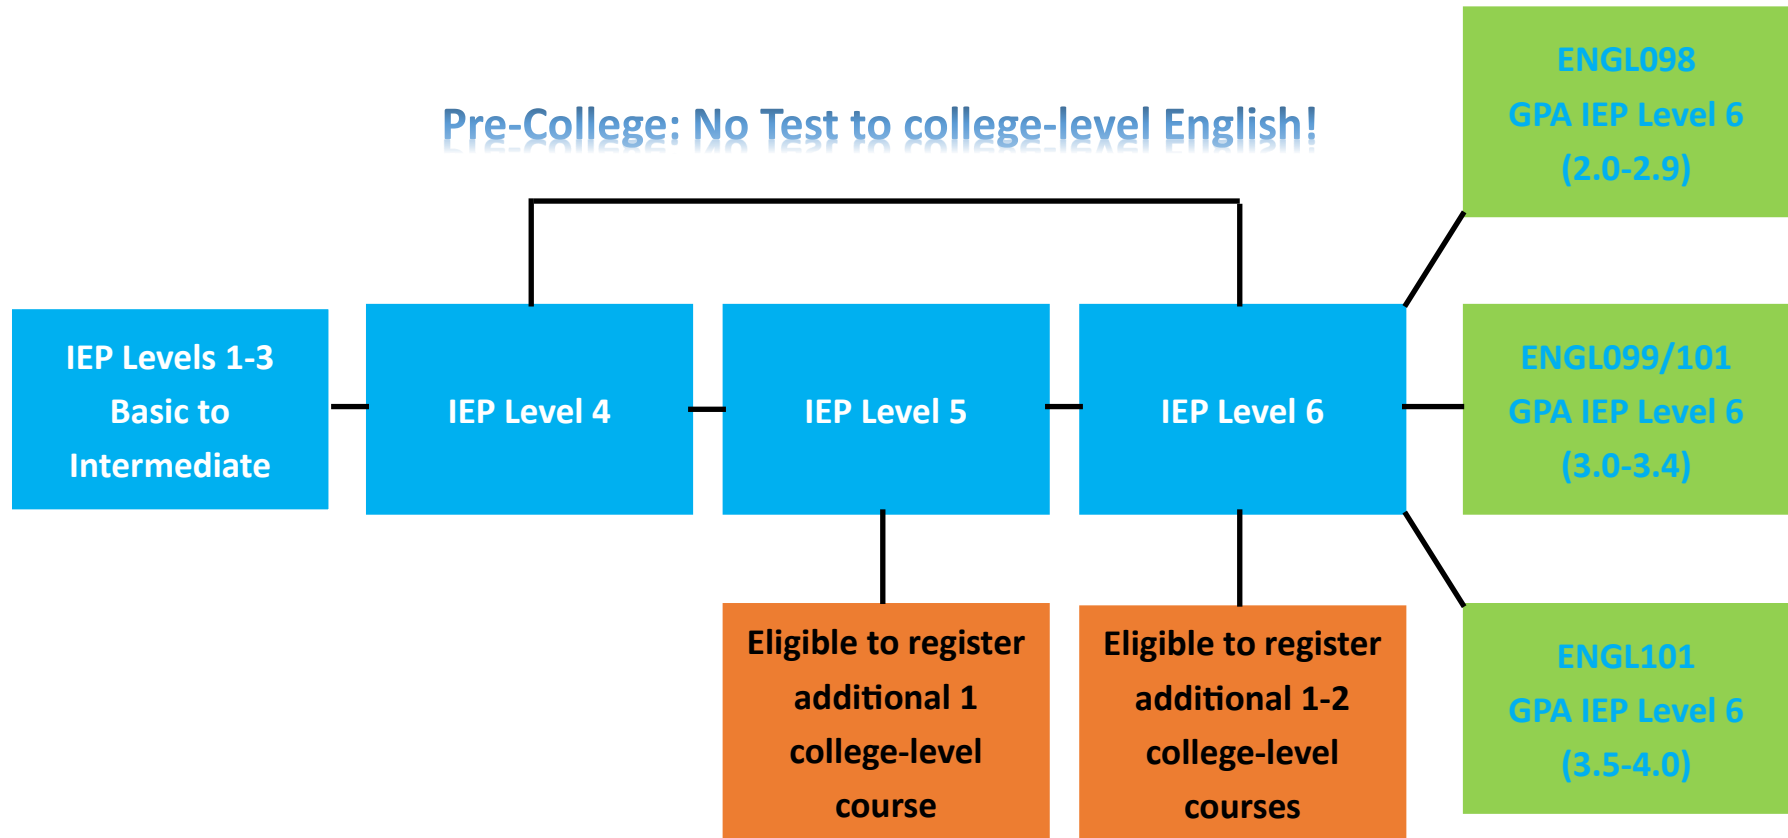 Pre-College: No Test to college-level English!
IEP Levels 1-3
Basic to
Intermediate
IEP Level 4
IEP Level 5
IEP Level 6
ENGL098
GPA IEP Level 6
(2.0-2.9)
ENGL099/101
GPA IEP Level 6
(3.0-3.4)
ENGL101
GPA IEP Level 6
(3.5-4.0)
Eligible to register
additional 1
college-level
course
Eligible to register
additional 1-2
college-level
courses